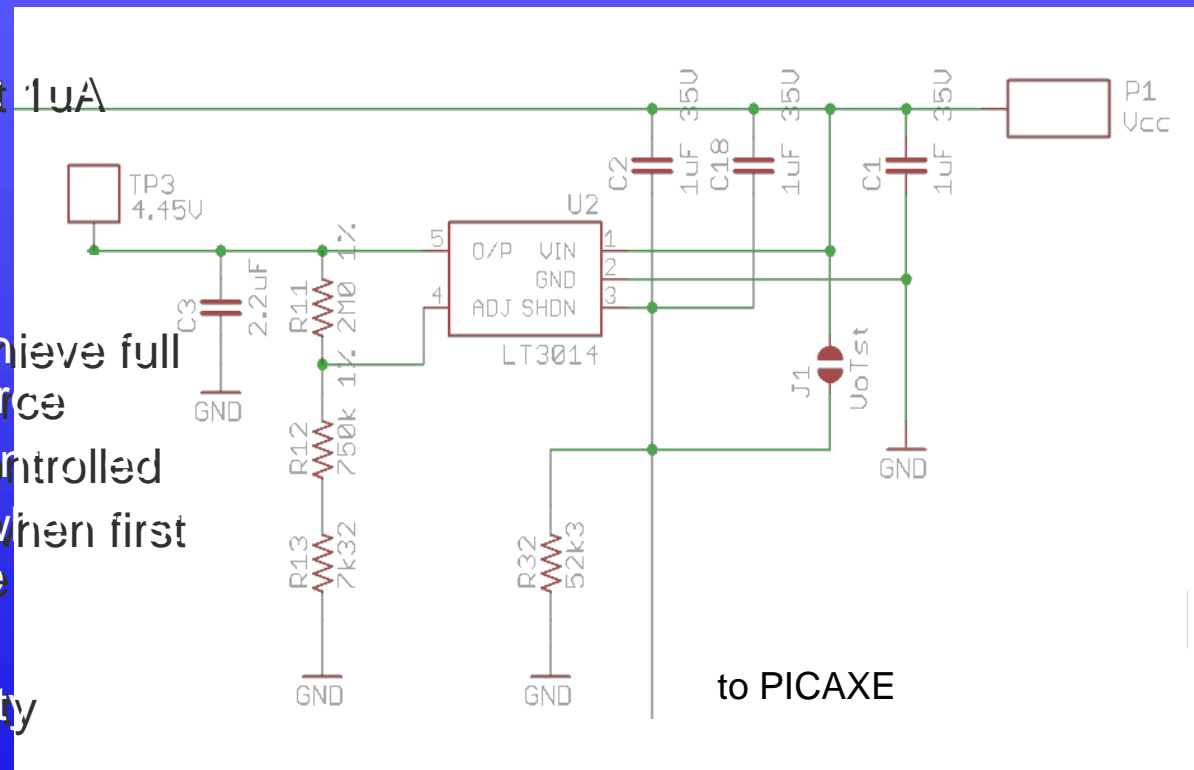 t 1uA
P1
Vcc
35V
35V
35V
C2
1uF
C18
1uF
C1
1uF
TP3
4.45V
U2
5
O/P VIN
1
GND
2
4
ADJ SHDN
3
LT3014
1%
R11
2M0
C3
2.2uF
GND
hieve full
rce
ntrolled
when first
e
ty
1%
R12
750k
R13
7k32
GND
J1
VoTst
GND
R32
52k3
GND
to PICAXE